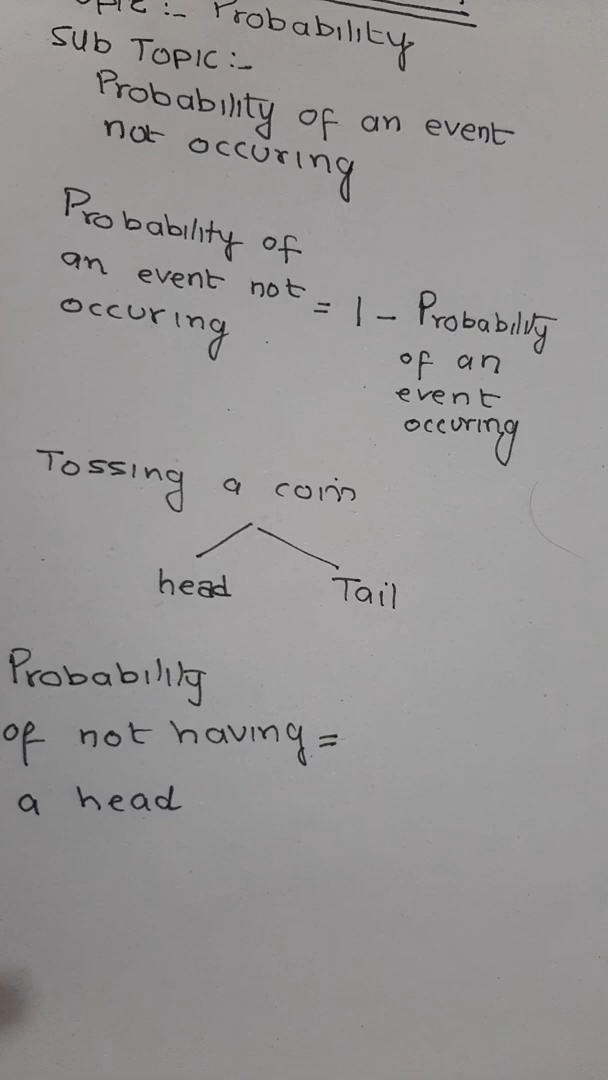 Topic :- Probability
SUB TOPIC :-
Probability of an event
not occuring
Probability of
an event not = 1 - Probability
occuring
of an
event
occuring
Tossing a coin
head Tail
Probability
of not having =
a head